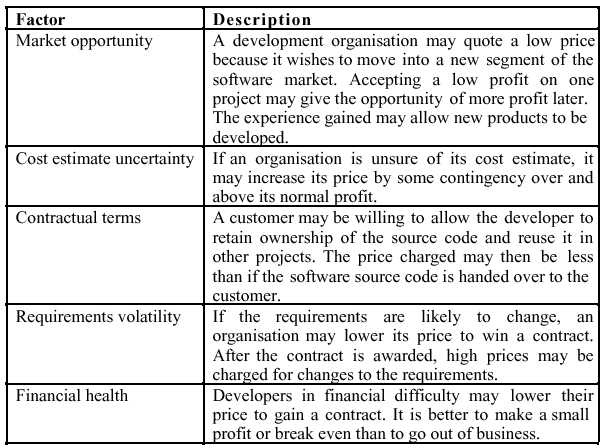 Factor Description
Market opportunity A development organisation may quote a low price
because it wishes to move into a new segment of the
software market. Accepting a low profit on one
project may give the opportunity of more profit later.
The experience gained may allow new products to be
developed.
Cost estimate uncertainty If an organisation is unsure of its cost estimate, it
may increase its price by some contingency over and
above its normal profit.
Contractual terms A customer may be willing to allow the developer to
retain ownership of the source code and reuse it in
other projects. The price charged may then be less
than if the software source code is handed over to the
customer.
Requirements volatility If the requirements are likely to change, an
organisation may lower its price to win a contract.
After the contract is awarded, high prices may be
charged for changes to the requirements.
Financial health Developers in financial difficulty may lower their
price to gain a contract. It is better to make a small
profit or break even than to go out of business.